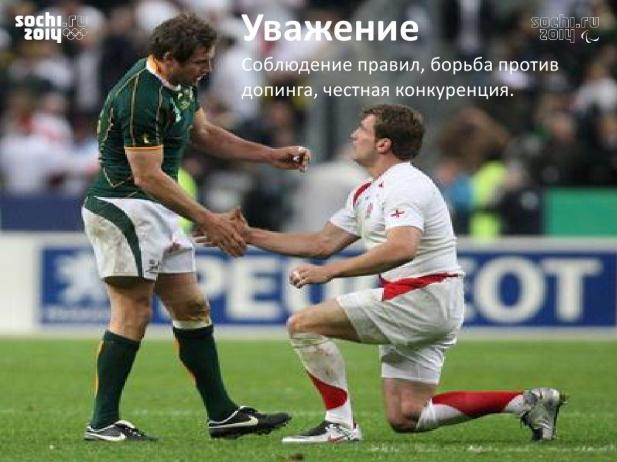 sochi.ru
2014
Уважение
sochi.ru
2014
Соблюдение правил, борьба против
допинга, честная конкуренция.
PEUGEOT